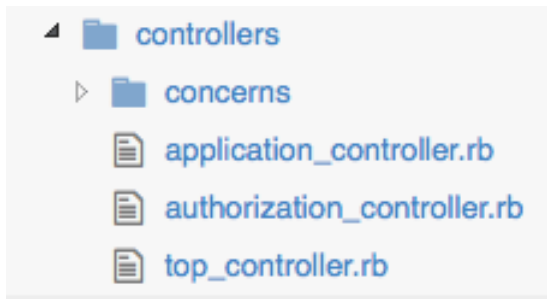 controllers
concerns
application_controller.rb
authorization_controller.rb
top_controller.rb